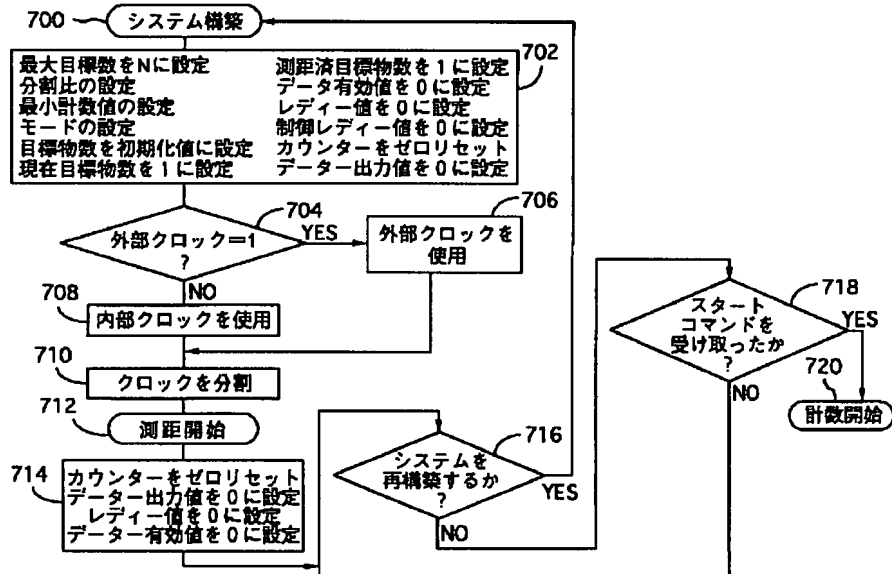 700
システム構築
702
最大目標数をNに設定
分割比の設定
最小計数値の設定
モードの設定
目標物数を初期化値に設定
現在目標物数を1に設定
測距済目標物数を1に設定
データ有効値を0に設定
レディー値を0に設定
制御レディー値を0に設定
カウンターをゼロリセット
データー出力値を0に設定
704
外部クロック=1
?
YES
NO
706
外部クロックを
使用
708
内部クロックを使用
710
クロックを分割
712
測距開始
714
カウンターをゼロリセット
データー出力値を0に設定
レディー値を0に設定
データー有効値を0に設定
716
システムを
再構築するか
?
YES
NO
718
スタート
コマンドを
受け取ったか
?
YES
NO
720
計数開始